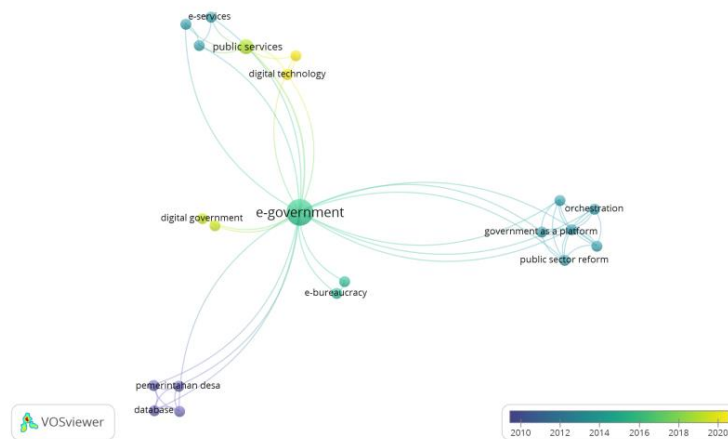 e-services
public services
digital technology
e-government
digital government
orchestration
government as a platform
public sector reform
e-bureaucracy
pemerintahan desa
database
VOSviewer
2010 2012 2014 2016 2018 2020